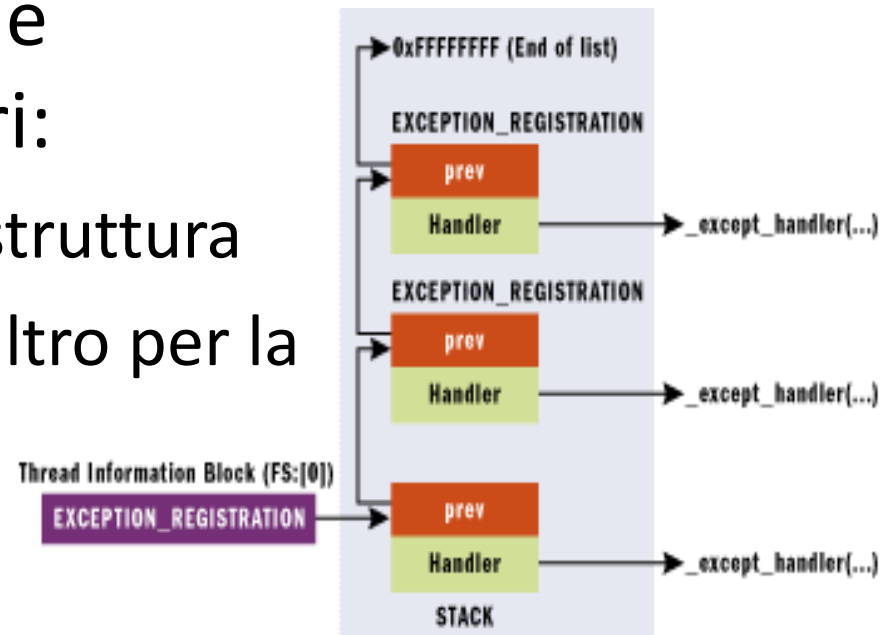 e
ri:
struttura
ltro per la
0xFFFFFFFF (End of list)
EXCEPTION_REGISTRATION
prev
Handler
_except_handler(...)
EXCEPTION_REGISTRATION
prev
Handler
_except_handler(...)
Thread Information Block (FS:[0])
EXCEPTION_REGISTRATION
prev
Handler
_except_handler(...)
STACK